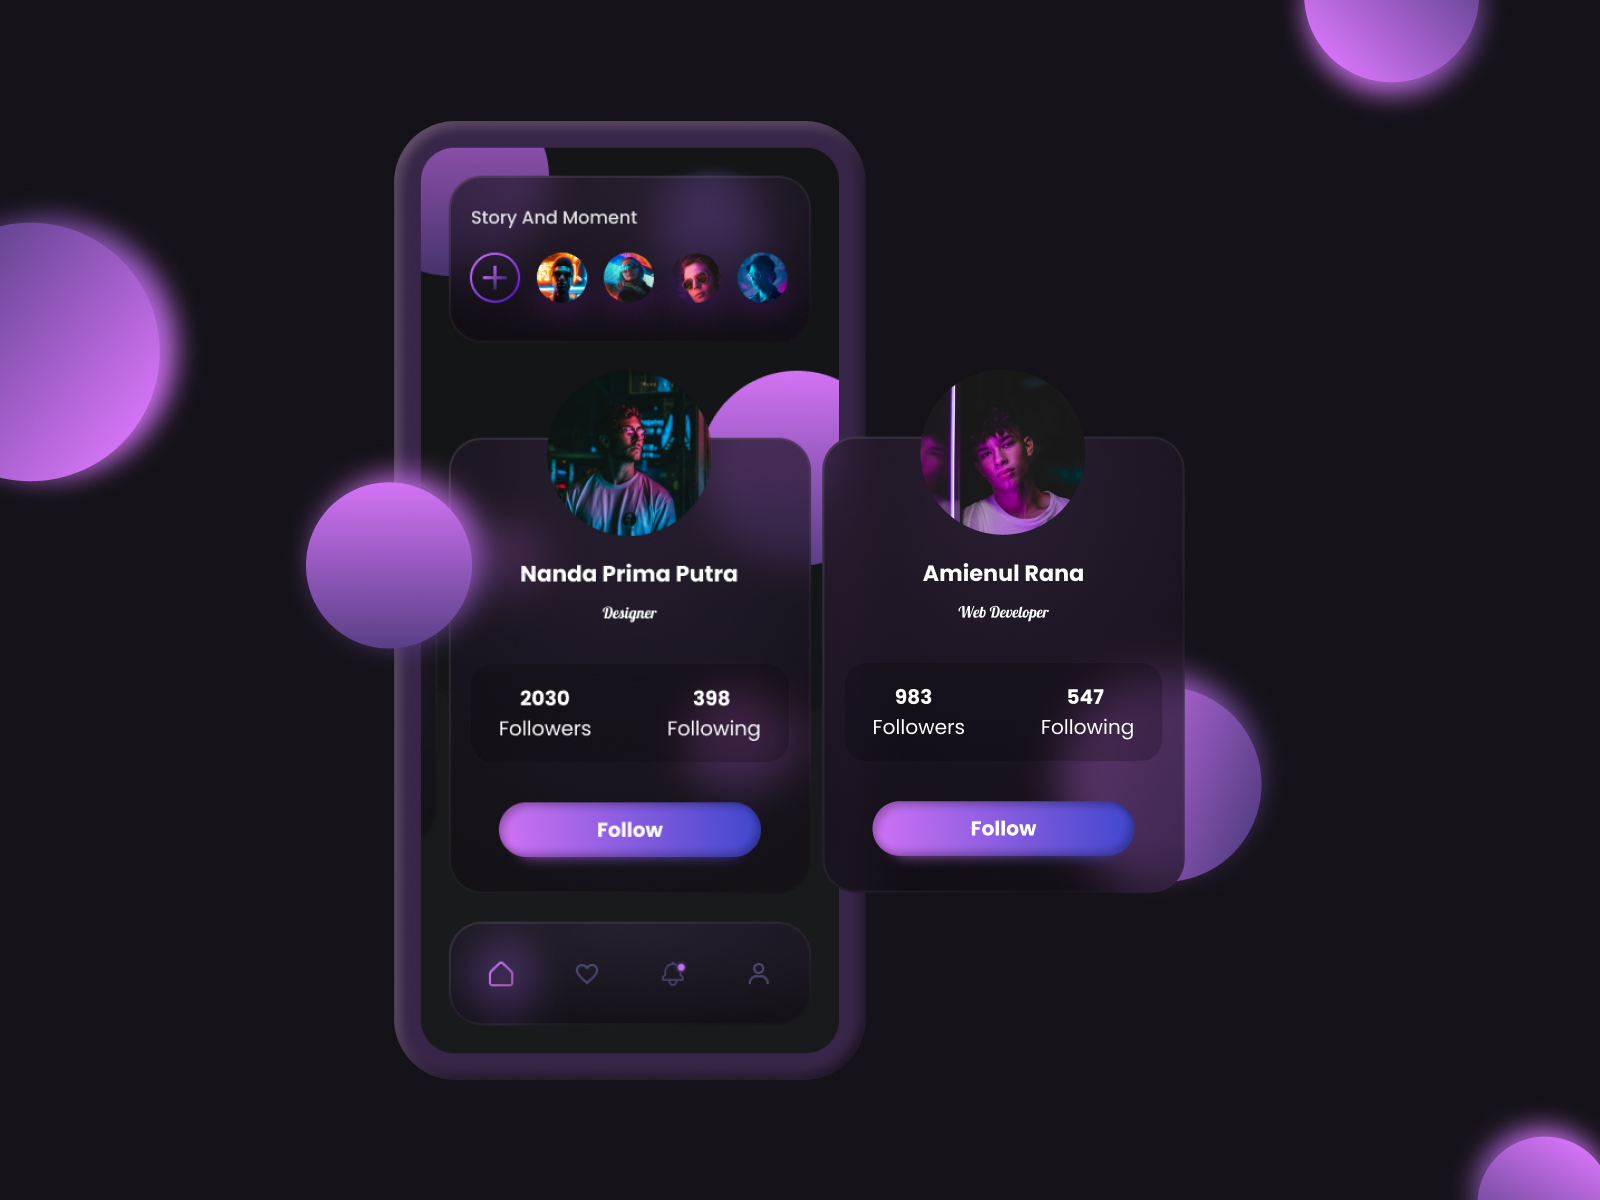 Story And Moment
Nanda Prima Putra
Designer
2030
398
Followers
Following
Follow
Amienul Rana
Web Developer
983
547
Followers
Following
Follow